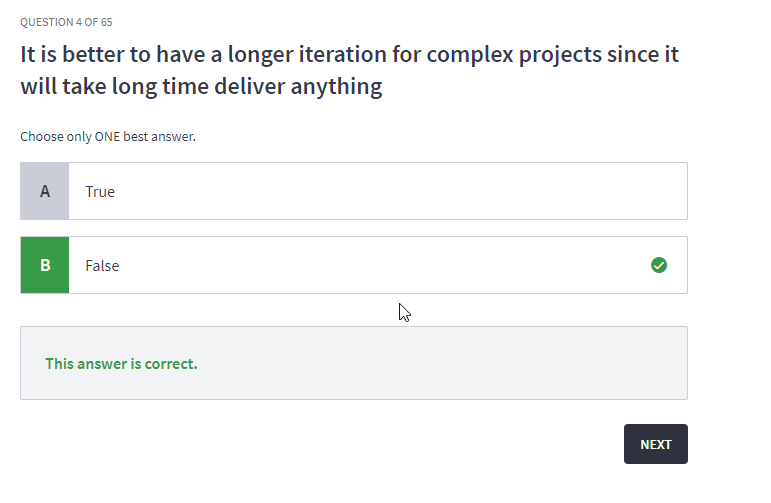 QUESTION 4 OF 65
It is better to have a longer iteration for complex projects since it
will take long time deliver anything
Choose only ONE best answer.
A True
B False
This answer is correct.
NEXT